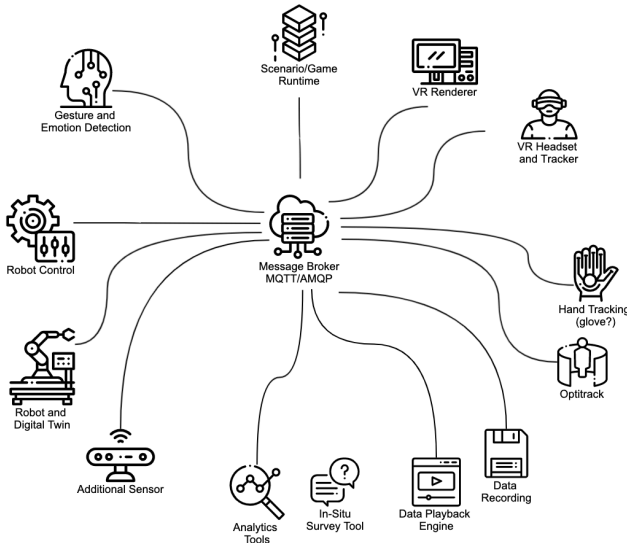 Scenario/Game
Runtime
VR Renderer
Gesture and
Emotion Detection
VR Headset
and Tracker
Robot Control
Message Broker
MQTT/AMQP
Hand Tracking
(glove?)
Optitrack
Robot and
Digital Twin
Additional Sensor
Analytics
Tools
?
In-Situ
Survey Tool
Data Playback
Engine
Data
Recording